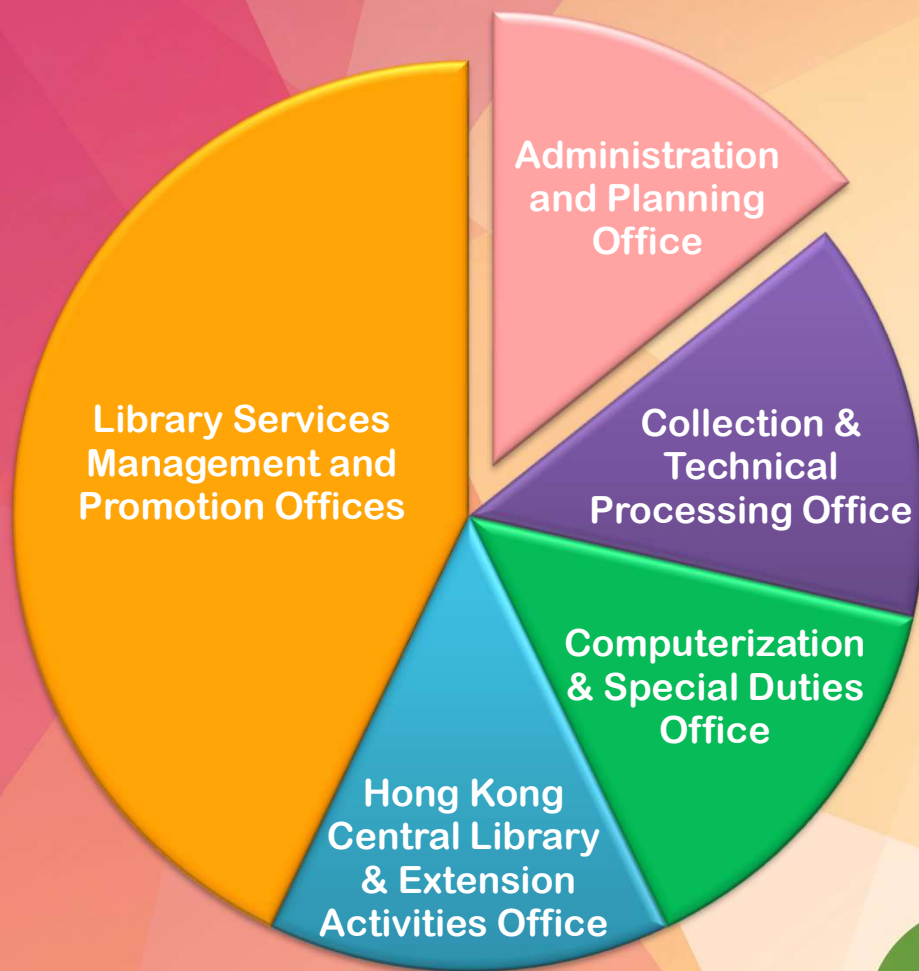 Administration
and Planning
Office
Collection &
Technical
Processing Office
Computerization
& Special Duties
Office
Hong Kong
Central Library
& Extension
Activities Office
Library Services
Management and
Promotion Offices